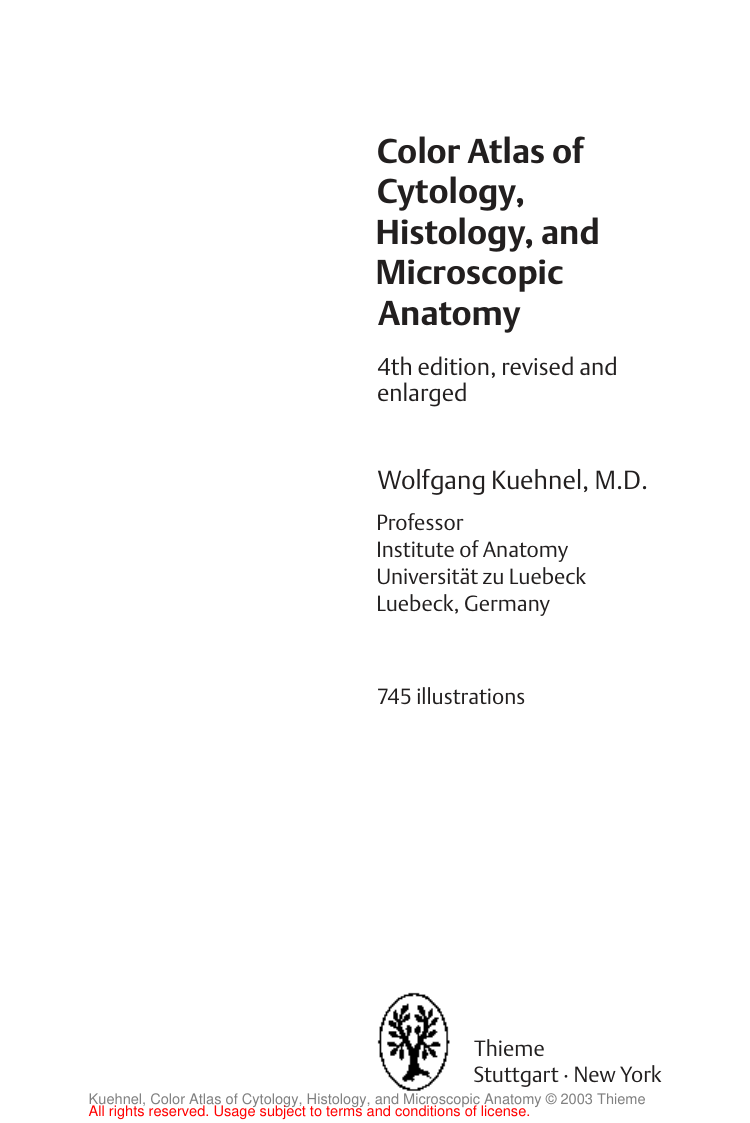 Color Atlas of
Cytology,
Histology, and
Microscopic
Anatomy
4th edition, revised and
enlarged
Wolfgang Kuehnel, M.D.
Professor
Institute of Anatomy
Universität zu Luebeck
Luebeck, Germany
745 illustrations
Thieme
Stuttgart · New York
Kuehnel, Color Atlas of Cytology, Histology, and Microscopic Anatomy © 2003 Thieme
All rights reserved. Usage subject to terms and conditions of license.